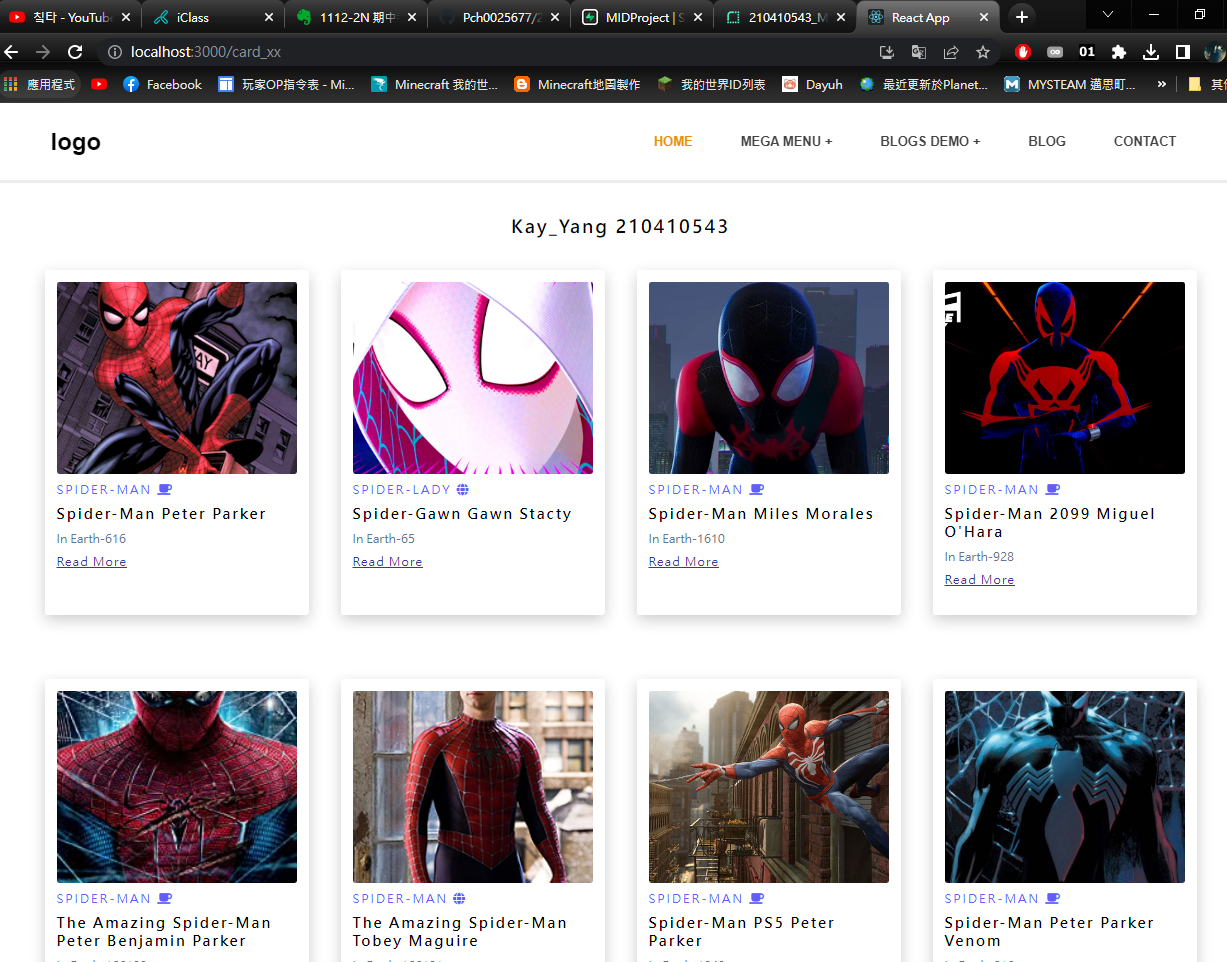 침탁 - YouTube
iClass
1112-2N 期中
Pch0025677/2
MIDProject | S
210410543_M
React App
localhost:3000/card_xx
01
應用程式
Facebook
玩家OP指令表 - Mi...
Minecraft 我的世...
Minecraft地圖製作
我的世界ID列表
Dayuh
最近更新於Planet...
MYSTEAM 邁思町...
»
logo
HOME
MEGA MENU +
BLOGS DEMO +
BLOG
CONTACT
Kay_Yang 210410543
SPIDER-MAN
Spider-Man Peter Parker
In Earth-616
Read More
SPIDER-LADY
Spider-Gawn Gawn Stacty
In Earth-65
Read More
SPIDER-MAN
Spider-Man Miles Morales
In Earth-1610
Read More
SPIDER-MAN
Spider-Man 2099 Miguel
O'Hara
In Earth-928
Read More
SPIDER-MAN
The Amazing Spider-Man
Peter Benjamin Parker
SPIDER-MAN
The Amazing Spider-Man
Tobey Maguire
SPIDER-MAN
Spider-Man PS5 Peter
Parker
SPIDER-MAN
Spider-Man Peter Parker
Venom